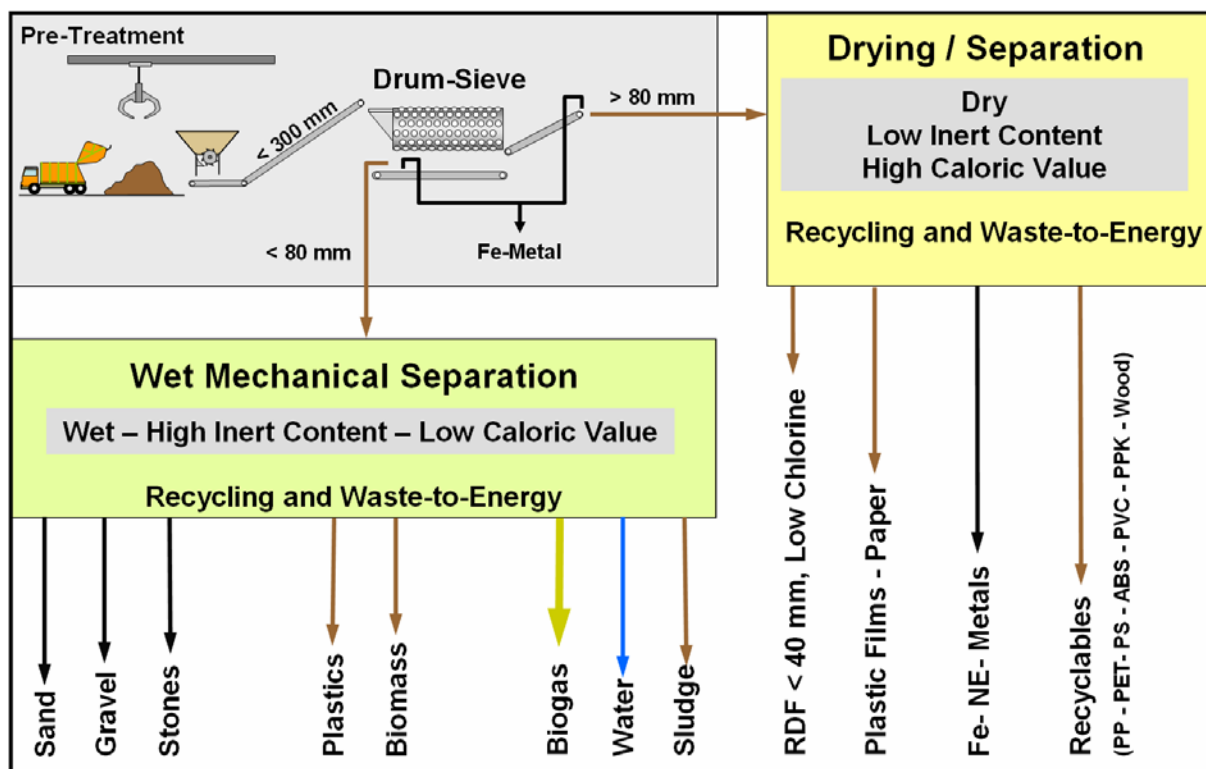 Pre-Treatment
Drum-Sieve
< 300 mm
> 80 mm
< 80 mm
Fe-Metal
Drying / Separation
Dry
Low Inert Content
High Caloric Value
Recycling and Waste-to-Energy
Wet Mechanical Separation
Wet – High Inert Content – Low Caloric Value
Recycling and Waste-to-Energy
Sand
Gravel
Stones
Plastics
Biomass
Biogas
Water
Sludge
RDF < 40 mm, Low Chlorine
Plastic Films - Paper
Fe- NE- Metals
Recyclables
(PP - PET- PS - ABS - PVC - PPK - Wood)